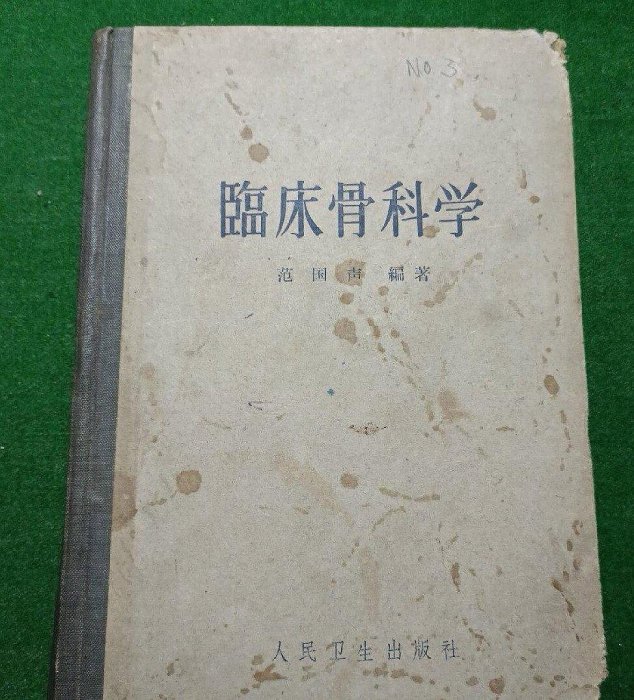 No 3
臨床骨科学
范国声 編著
人民卫生出版社